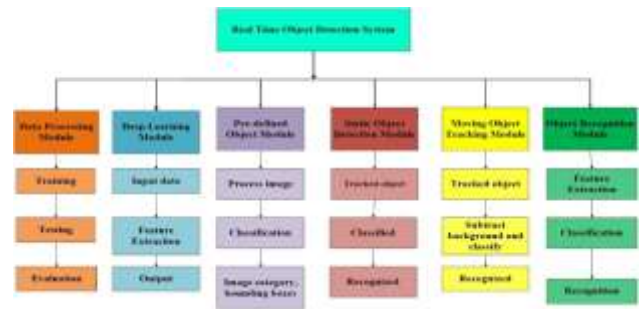 Real Time Object Detection System
Data Processing
Module
Deep Learning
Module
Pre-defined
Object Module
Static Object
Detection Module
Moving Object
Tracking Module
Object Recognition
Module
Training
Testing
Evaluation
Input data
Feature
Extraction
Output
Process image
Classification
Image category,
bounding boxes
Tracked object
Classified
Recognized
Tracked object
Subtract
background and
classify
Recognized
Feature
Extraction
Classification
Recognition